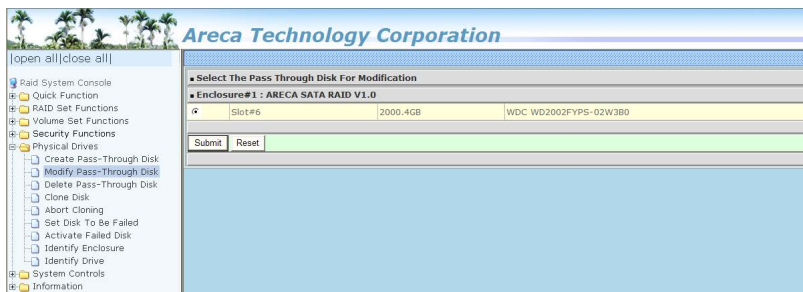 Areca Technology Corporation
|open all|close all|
Raid System Console
Quick Function
RAID Set Functions
Volume Set Functions
Security Functions
Physical Drives
Create Pass-Through Disk
Modify Pass-Through Disk
Delete Pass-Through Disk
Clone Disk
Abort Cloning
Set Disk To Be Failed
Activate Failed Disk
Identify Enclosure
Identify Drive
System Controls
Information
Select The Pass Through Disk For Modification
Enclosure#1 : ARECA SATA RAID V1.0
Slot#6 2000.4GB WDC WD2002FYPS-02W3B0
Submit Reset